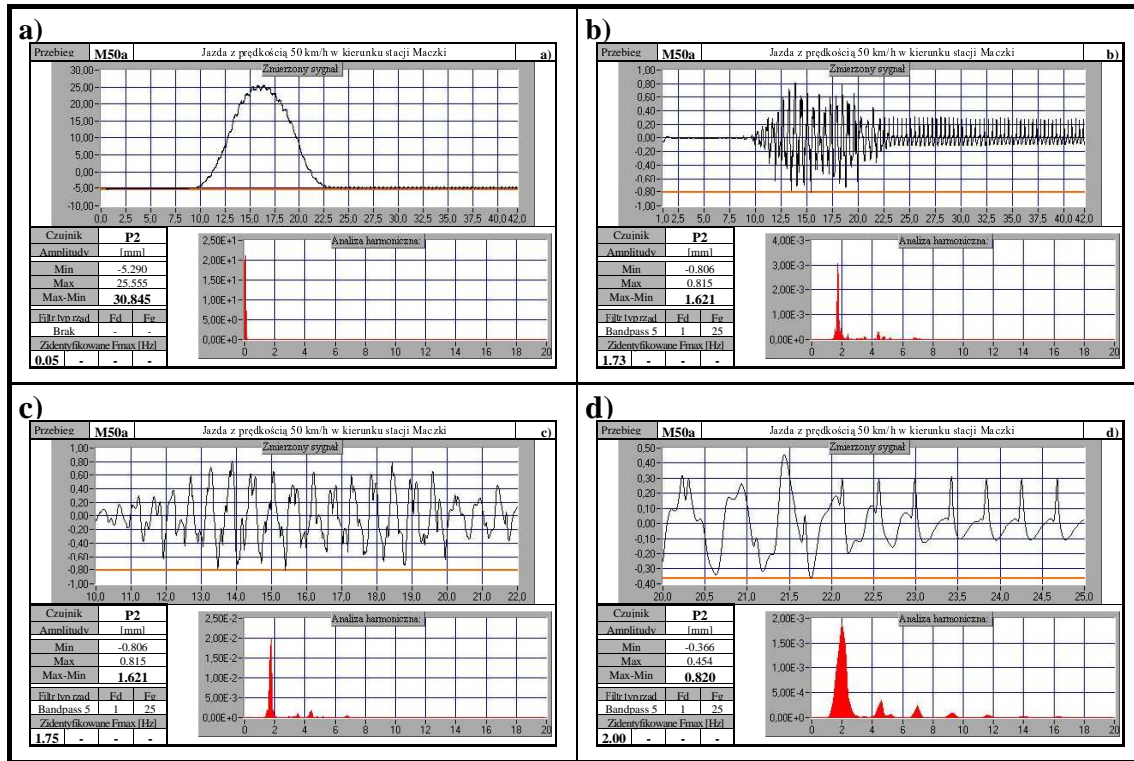 a)
Przebieg M50a Jazda z prędkością 50 km/h w kierunku stacji Maczki a)
Zmierzony sygnał
30,00
25,00
20,00
15,00
10,00
5,00
0,00
-5,00
-10,00
0,0 2,5 5,0 7,5 10,0 12,5 15,0 17,5 20,0 22,5 25,0 27,5 30,0 32,5 35,0 37,5 40,0 42,0
Czujnik P2
Amplitudy [mm]
Min -5.290
Max 25.555
Max-Min 30.845
Filtr typ rząd Fd Fg
Brak - -
Zidentyfikowane Fmax [Hz]
0.05 - - -
Analiza harmoniczna:
2,50E+1
2,00E+1
1,50E+1
1,00E+1
5,00E+0
0,00E+0
0 2 4 6 8 10 12 14 16 18 20
b)
Przebieg M50a Jazda z prędkością 50 km/h w kierunku stacji Maczki b)
Zmierzony sygnał
1,00
0,80
0,60
0,40
0,20
0,00
-0,20
-0,40
-0,60
-0,80
-1,00
1,0 2,5 5,0 7,5 10,0 12,5 15,0 17,5 20,0 22,5 25,0 27,5 30,0 32,5 35,0 37,5 40,0 42,0
Czujnik P2
Amplitudy [mm]
Min -0.806
Max 0.815
Max-Min 1.621
Filtr typ rząd Fd Fg
Bandpass 5 1 25
Zidentyfikowane Fmax [Hz]
1.73 - - -
Analiza harmoniczna:
4,00E-3
3,00E-3
2,00E-3
1,00E-3
0,00E+0
0 2 4 6 8 10 12 14 16 18 20
c)
Przebieg M50a Jazda z prędkością 50 km/h w kierunku stacji Maczki c)
Zmierzony sygnał
1,00
0,80
0,60
0,40
0,20
0,00
-0,20
-0,40
-0,60
-0,80
-1,00
10,0 11,0 12,0 13,0 14,0 15,0 16,0 17,0 18,0 19,0 20,0 21,0 22,0
Czujnik P2
Amplitudy [mm]
Min -0.806
Max 0.815
Max-Min 1.621
Filtr typ rząd Fd Fg
Bandpass 5 1 25
Zidentyfikowane Fmax [Hz]
1.75 - - -
Analiza harmoniczna:
2,50E-2
2,00E-2
1,50E-2
1,00E-2
5,00E-3
0,00E+0
0 2 4 6 8 10 12 14 16 18 20
d)
Przebieg M50a Jazda z prędkością 50 km/h w kierunku stacji Maczki d)
Zmierzony sygnał
0,50
0,40
0,30
0,20
0,10
0,00
-0,10
-0,20
-0,30
-0,40
20,0 20,5 21,0 21,5 22,0 22,5 23,0 23,5 24,0 24,5 25,0
Czujnik P2
Amplitudy [mm]
Min -0.366
Max 0.454
Max-Min 0.820
Filtr typ rząd Fd Fg
Bandpass 5 1 25
Zidentyfikowane Fmax [Hz]
2.00 - - -
Analiza harmoniczna:
2,00E-3
1,50E-3
1,00E-3
5,00E-4
0,00E+0
0 2 4 6 8 10 12 14 16 18 20